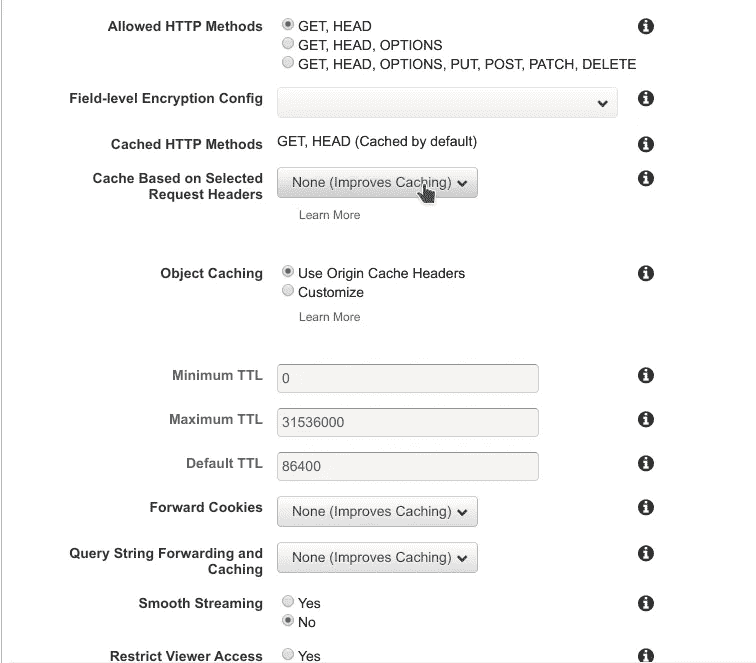 Allowed HTTP Methods
GET, HEAD
GET, HEAD, OPTIONS
GET, HEAD, OPTIONS, PUT, POST, PATCH, DELETE
Field-level Encryption Config
Cached HTTP Methods
GET, HEAD (Cached by default)
Cache Based on Selected
Request Headers
None (Improves Caching)
Learn More
Object Caching
Use Origin Cache Headers
Customize
Learn More
Minimum TTL
0
Maximum TTL
31536000
Default TTL
86400
Forward Cookies
None (Improves Caching)
Query String Forwarding and
Caching
None (Improves Caching)
Smooth Streaming
Yes
No
Restrict Viewer Access
Yes